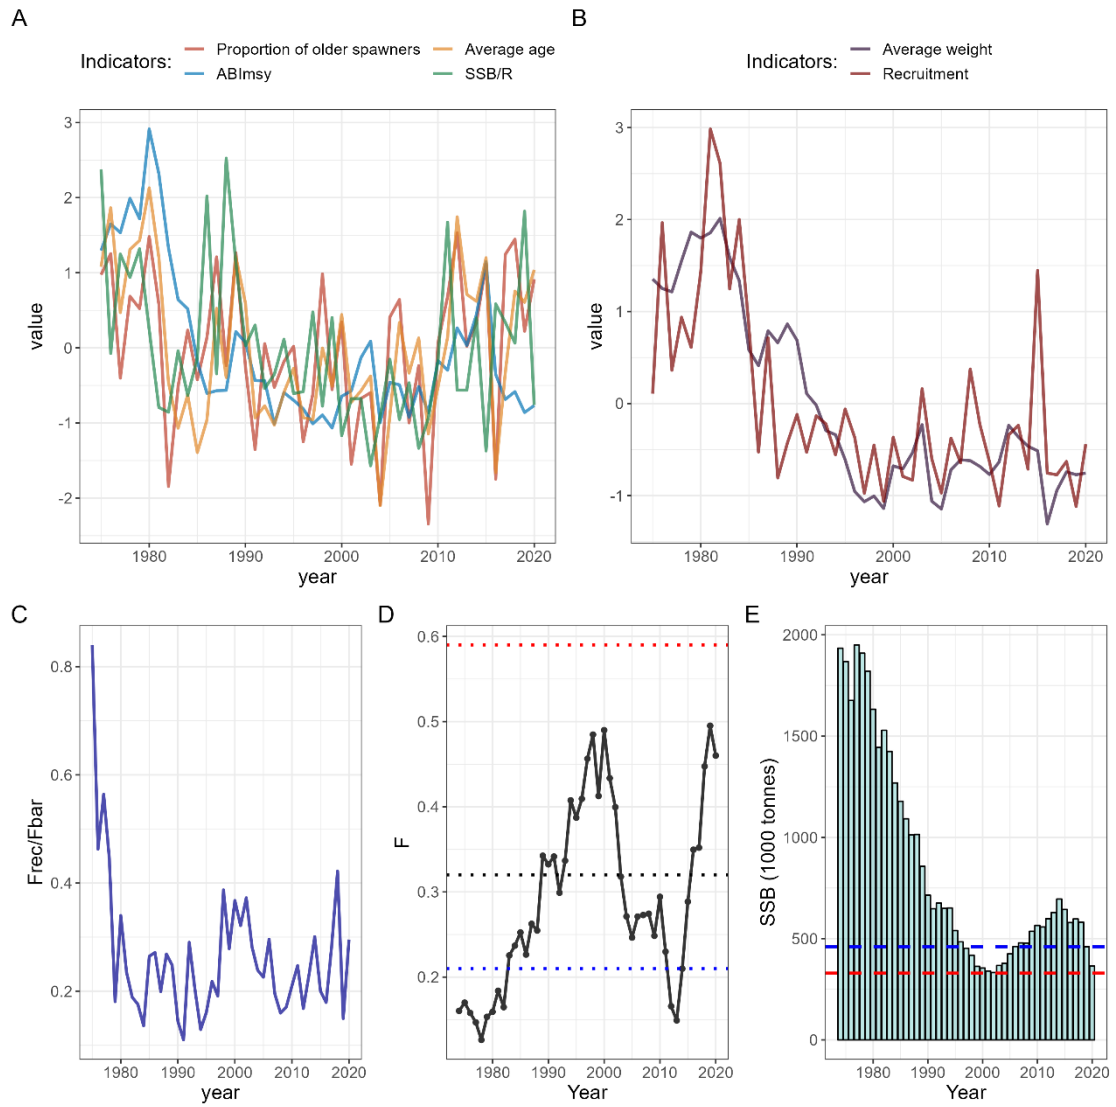 A
B
Indicators:
Proportion of older spawners
Average age
ABImsy
SSB/R
Indicators:
Average weight
Recruitment
value
3
2
1
0
-1
-2
1980
1990
2000
2010
2020
year
value
3
2
1
0
-1
1980
1990
2000
2010
2020
year
C
D
E
Frec/Fbar
0.8
0.6
0.4
0.2
1980
1990
2000
2010
2020
year
F
0.6
0.5
0.4
0.3
0.2
1980
1990
2000
2010
2020
Year
SSB (1000 tonnes)
2000
1500
1000
500
0
1980
1990
2000
2010
2020
Year